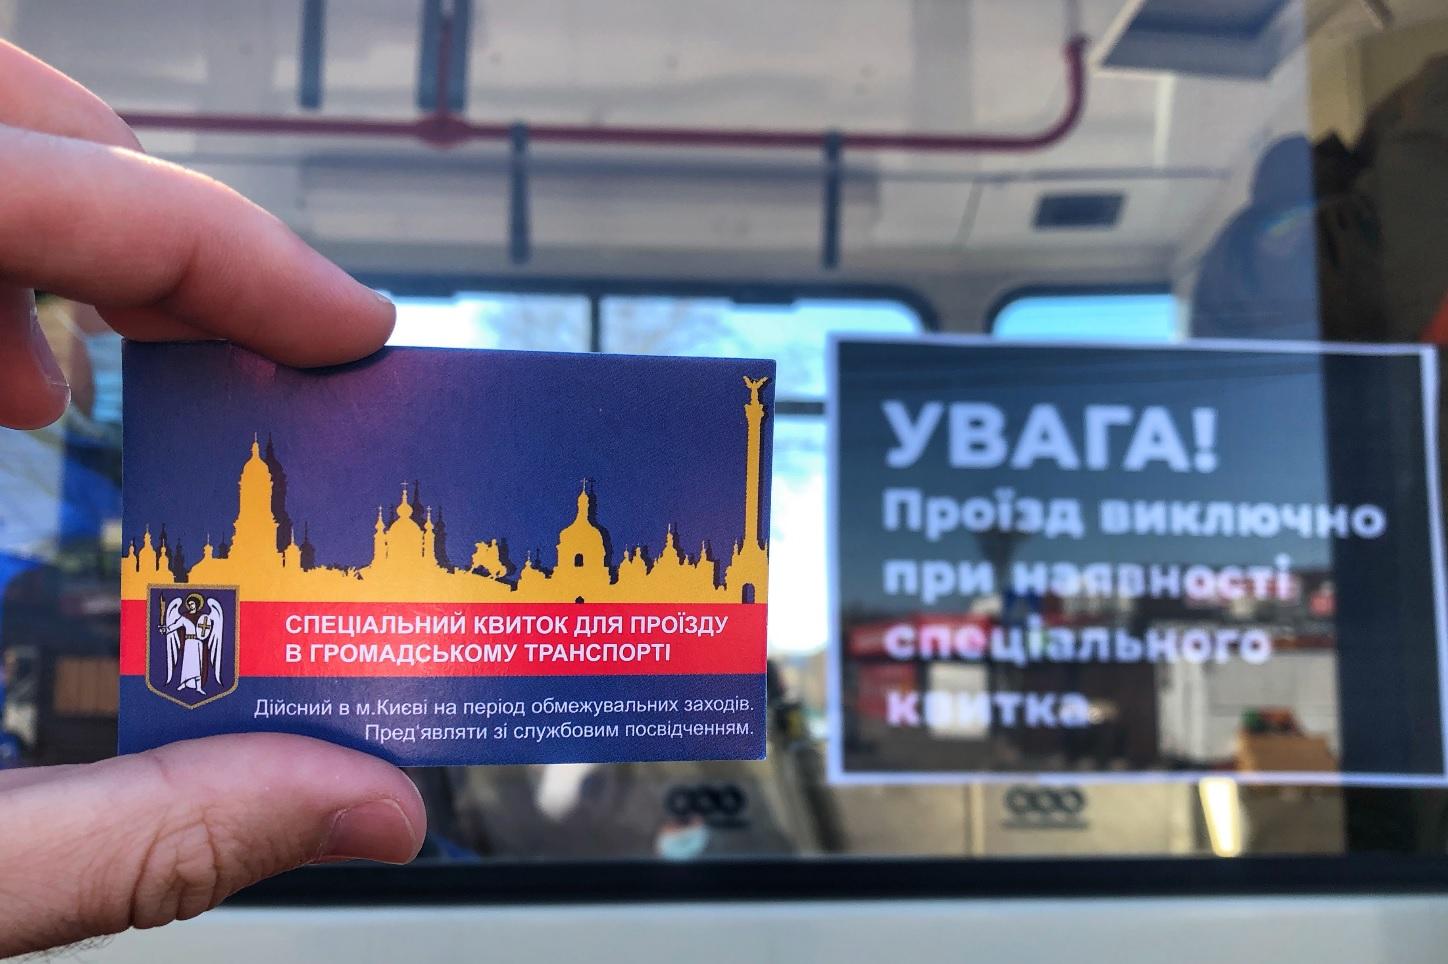 СПЕЦІАЛЬНИЙ КВИТОК ДЛЯ ПРОЇЗДУ
В ГРОМАДСЬКОМУ ТРАНСПОРТІ
Дійсний в м.Києві на період обмежувальних заходів.
Пред'являти зі службовим посвідченням.
УВАГА!
Проїзд виключно
при наявності
спеціального
квитка